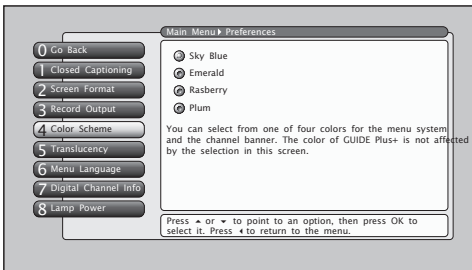 Main Menu ▸ Preferences
0 Go Back
1 Closed Captioning
2 Screen Format
3 Record Output
4 Color Scheme
5 Translucency
6 Menu Language
7 Digital Channel Info
8 Lamp Power
Sky Blue
Emerald
Rasberry
Plum
You can select from one of four colors for the menu system
and the channel banner. The color of GUIDE Plus+ is not affected
by the selection in this screen.
Press ▴ or ▾ to point to an option, then press OK to
select it. Press ◂ to return to the menu.